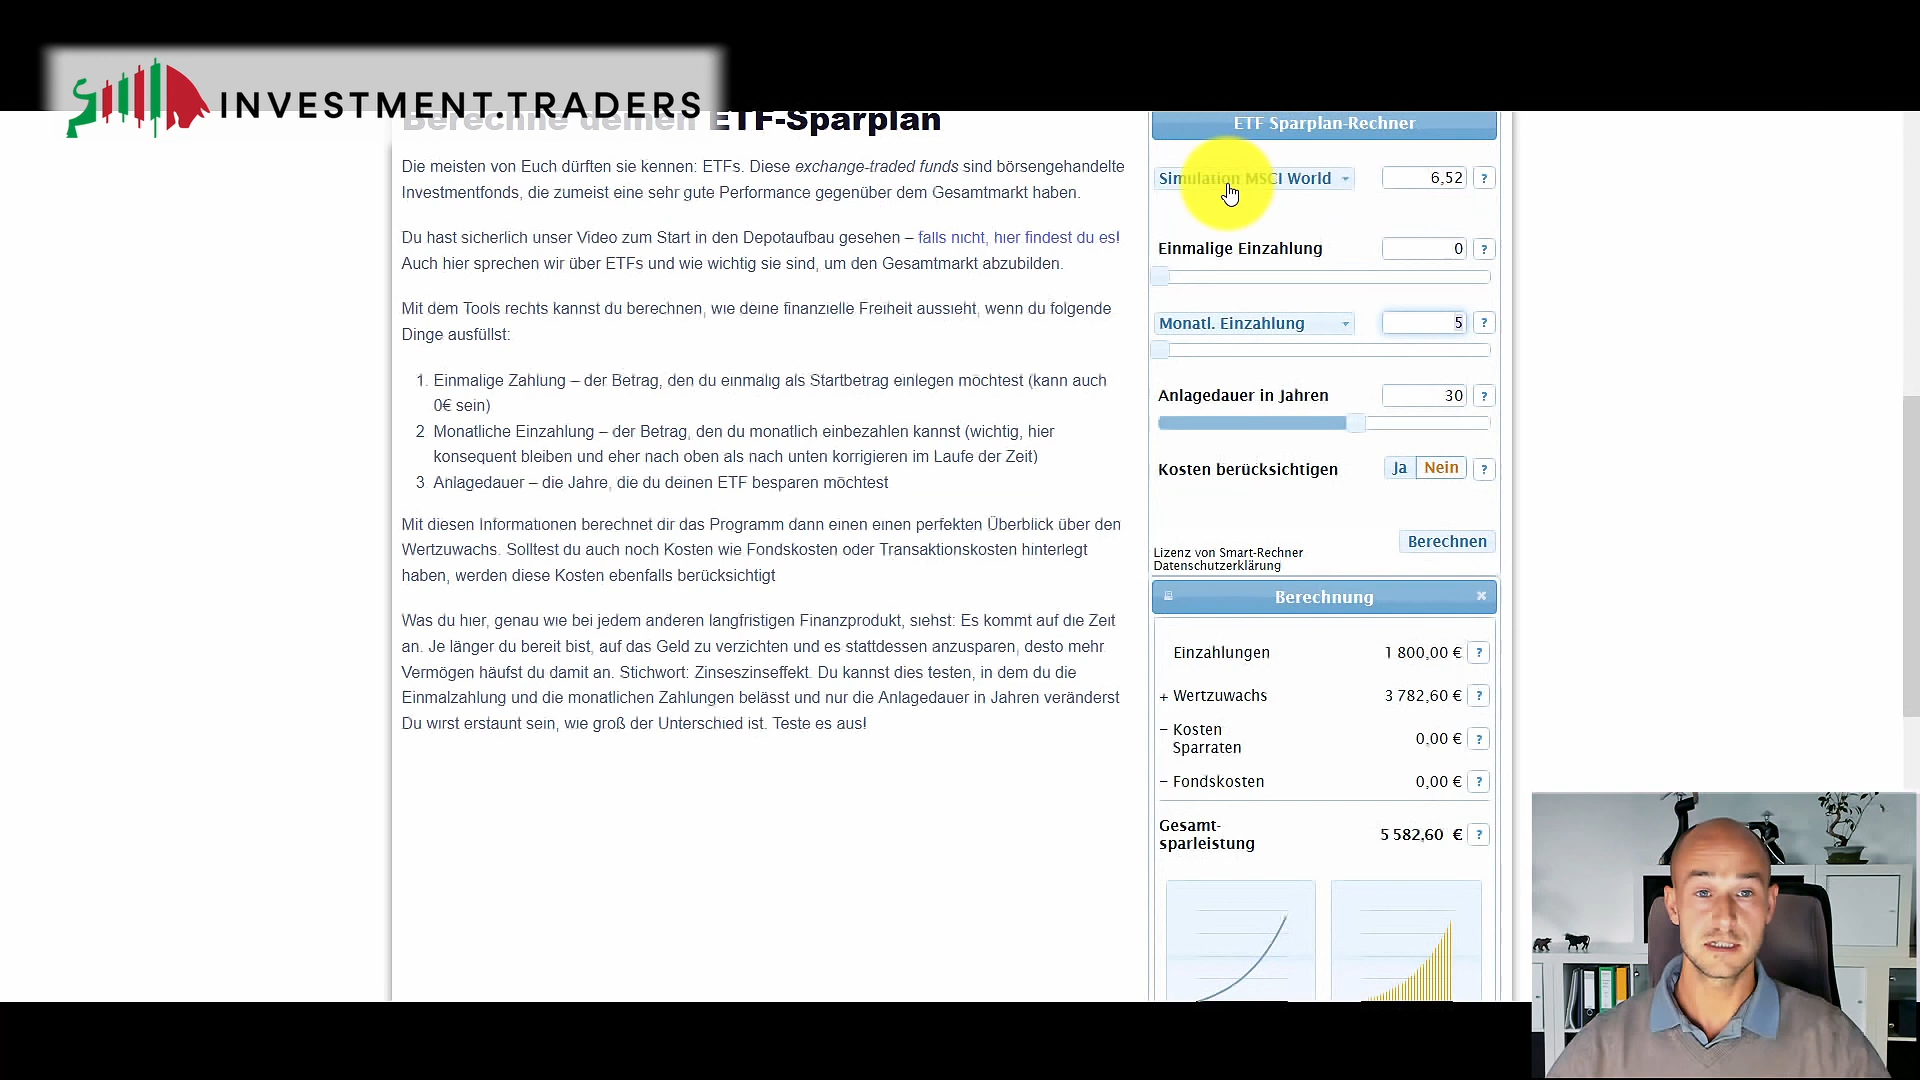 INVESTMENT.TRADERS
Berechne deinen ETF-Sparplan
Die meisten von Euch dürften sie kennen: ETFs. Diese exchange-traded funds sind börsengehandelte
Investmentfonds, die zumeist eine sehr gute Performance gegenüber dem Gesamtmarkt haben.
Du hast sicherlich unser Video zum Start in den Depotaufbau gesehen – falls nicht, hier findest du es!
Auch hier sprechen wir über ETFs und wie wichtig sie sind, um den Gesamtmarkt abzubilden.
Mit dem Tools rechts kannst du berechnen, wie deine finanzielle Freiheit aussieht, wenn du folgende
Dinge ausfüllst:
1. Einmalige Zahlung – der Betrag, den du einmalig als Startbetrag einlegen möchtest (kann auch
0€ sein)
2 Monatliche Einzahlung – der Betrag, den du monatlich einbezahlen kannst (wichtig, hier
konsequent bleiben und eher nach oben als nach unten korrigieren im Laufe der Zeit)
3 Anlagedauer – die Jahre, die du deinen ETF besparen möchtest
Mit diesen Informationen berechnet dir das Programm dann einen einen perfekten Überblick über den
Wertzuwachs. Solltest du auch noch Kosten wie Fondskosten oder Transaktionskosten hinterlegt
haben, werden diese Kosten ebenfalls berücksichtigt
Was du hier, genau wie bei jedem anderen langfristigen Finanzprodukt, siehst: Es kommt auf die Zeit
an. Je länger du bereit bist, auf das Geld zu verzichten und es stattdessen anzusparen, desto mehr
Vermögen häufst du damit an. Stichwort: Zinseszinseffekt. Du kannst dies testen, in dem du die
Einmalzahlung und die monatlichen Zahlungen belässt und nur die Anlagedauer in Jahren veränderst
Du wirst erstaunt sein, wie groß der Unterschied ist. Teste es aus!
ETF Sparplan-Rechner
Simulation MSCI World 6,52 ?
Einmalige Einzahlung 0 ?
Monatl. Einzahlung 5 ?
Anlagedauer in Jahren 30 ?
Kosten berücksichtigen Ja Nein ?
Berechnen
Lizenz von Smart-Rechner
Datenschutzerklärung
Berechnung
Einzahlungen 1 800,00 € ?
+ Wertzuwachs 3 782,60 € ?
– Kosten
Sparraten 0,00 € ?
– Fondskosten 0,00 € ?
Gesamt-
sparleistung 5 582,60 € ?